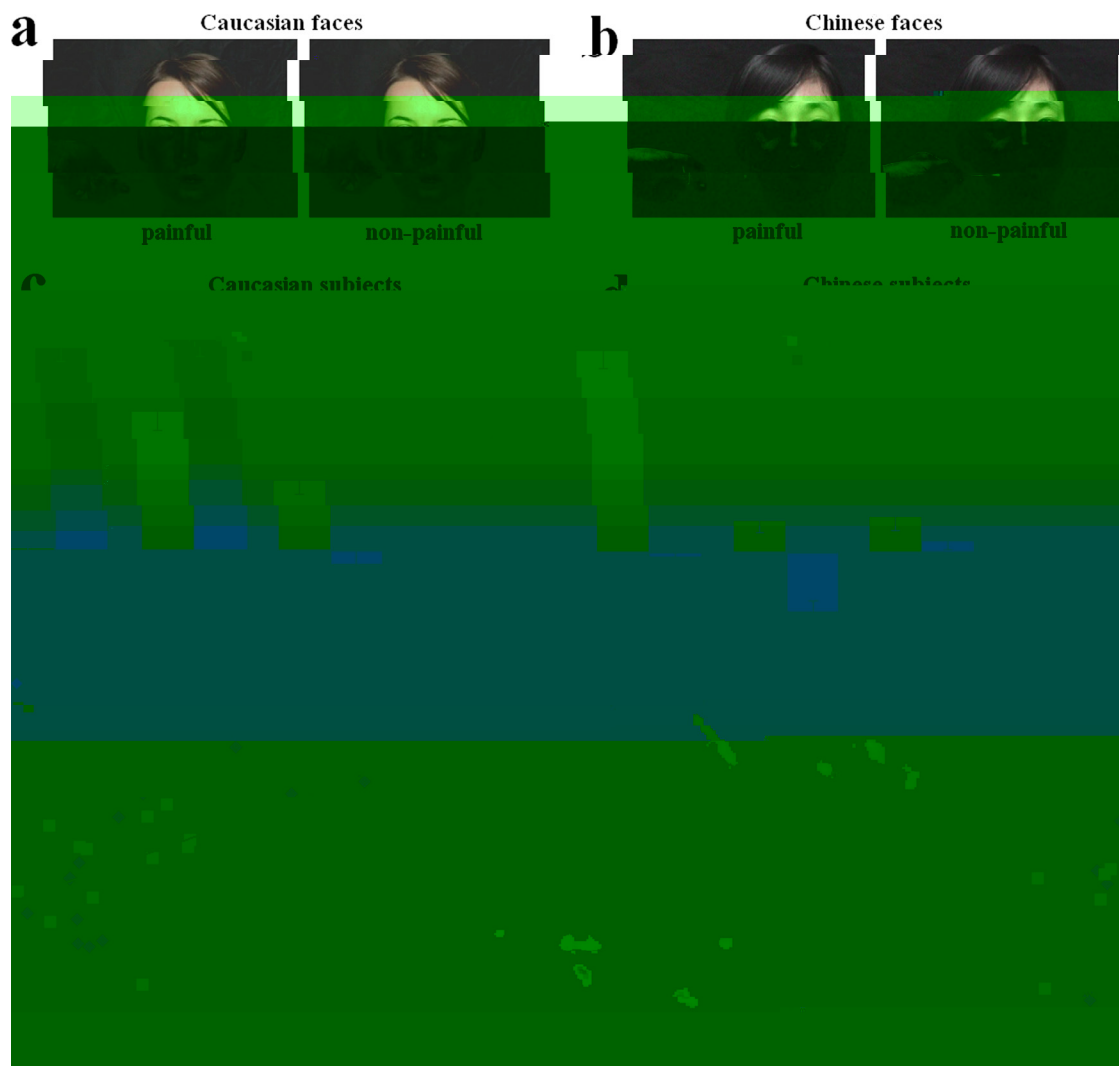 a Caucasian faces
b Chinese faces
painful non-painful
painful non-painful
c Caucasian subjects
d Chinese subjects